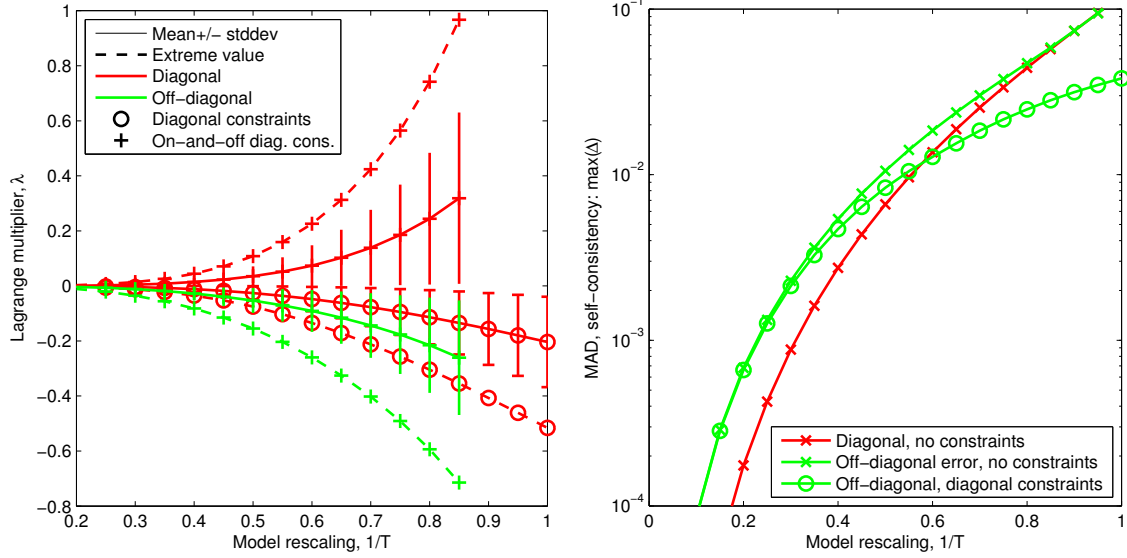 1
0.8
0.6
0.4
0.2
0
−0.2
−0.4
−0.6
−0.8
Lagrange multiplier, λ
Mean+/− stddev
Extreme value
Diagonal
Off−diagonal
Diagonal constraints
On−and−off diag. cons.
0.2 0.3 0.4 0.5 0.6 0.7 0.8 0.9 1
Model rescaling, 1/T
10⁻¹
10⁻²
10⁻³
10⁻⁴
MAD, self−consistency: max(Δ)
Diagonal, no constraints
Off−diagonal error, no constraints
Off−diagonal, diagonal constraints
0 0.2 0.4 0.6 0.8 1
Model rescaling, 1/T